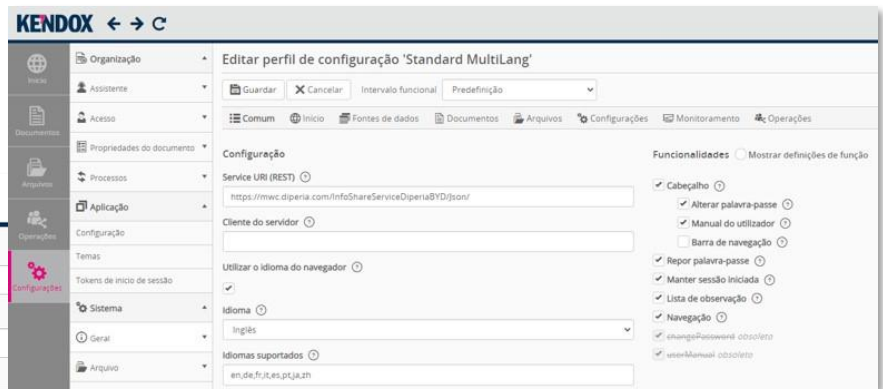 KENDOX
Início
Documentos
Arquivos
Operações
Configurações
Organização
Assistente
Acesso
Propriedades do documento
Processos
Aplicação
Configuração
Temas
Tokens de início de sessão
Sistema
Geral
Arquivo
Editar perfil de configuração 'Standard MultiLang'
Guardar Cancelar Intervalo funcional Predefinição
Comum Início Fontes de dados Documentos Arquivos Configurações Monitoramento Operações
Configuração
Service URI (REST)
https://mwc.diperia.com/InfoShareServiceDiperiaBYD/Json/
Cliente do servidor
Utilizar o idioma do navegador
Idioma
Inglês
Idiomas suportados
en,de,fr,it,es,pt,ja,zh
Funcionalidades Mostrar definições de função
Cabeçalho
Alterar palavra-passe
Manual do utilizador
Barra de navegação
Repor palavra-passe
Manter sessão iniciada
Lista de observação
Navegação
changePassword obsoleto
userManual obsoleto